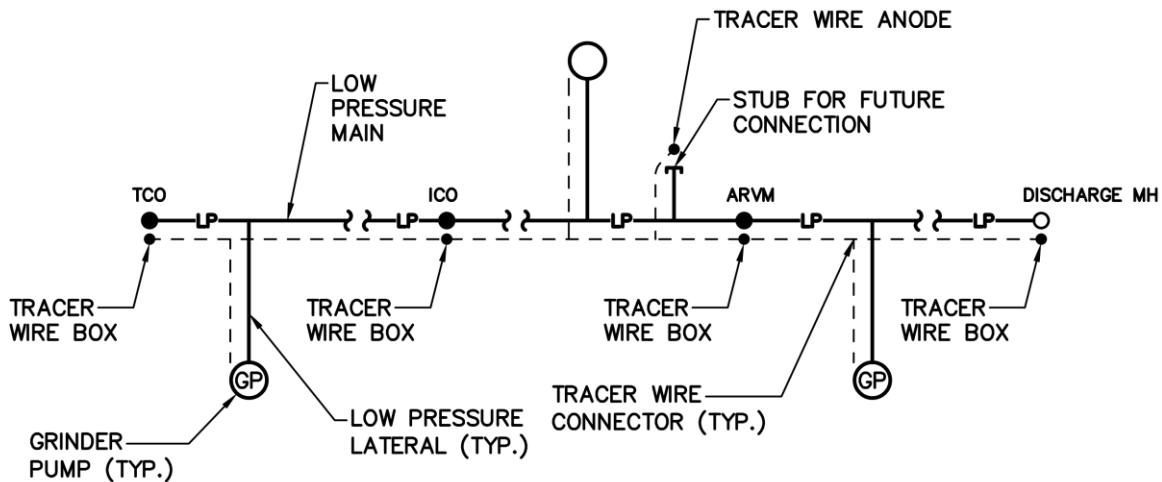 TRACER WIRE ANODE
LOW
PRESSURE
MAIN
STUB FOR FUTURE
CONNECTION
TCO
LP
LP
ICO
LP
ARVM
LP
LP
DISCHARGE MH
TRACER
WIRE BOX
TRACER
WIRE BOX
TRACER
WIRE BOX
TRACER
WIRE BOX
GP
GP
TRACER WIRE
CONNECTOR (TYP.)
LOW PRESSURE
LATERAL (TYP.)
GRINDER
PUMP (TYP.)